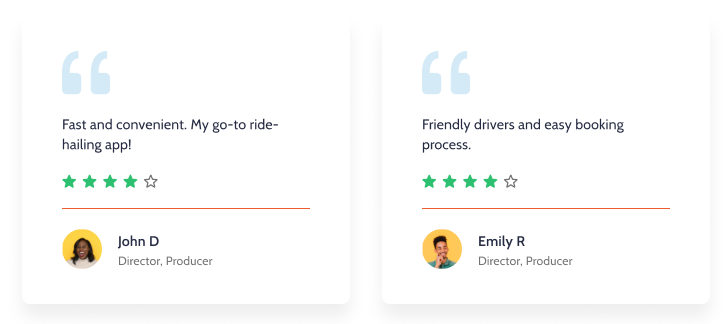 Fast and convenient. My go-to ride-
hailing app!
John D
Director, Producer
Friendly drivers and easy booking
process.
Emily R
Director, Producer